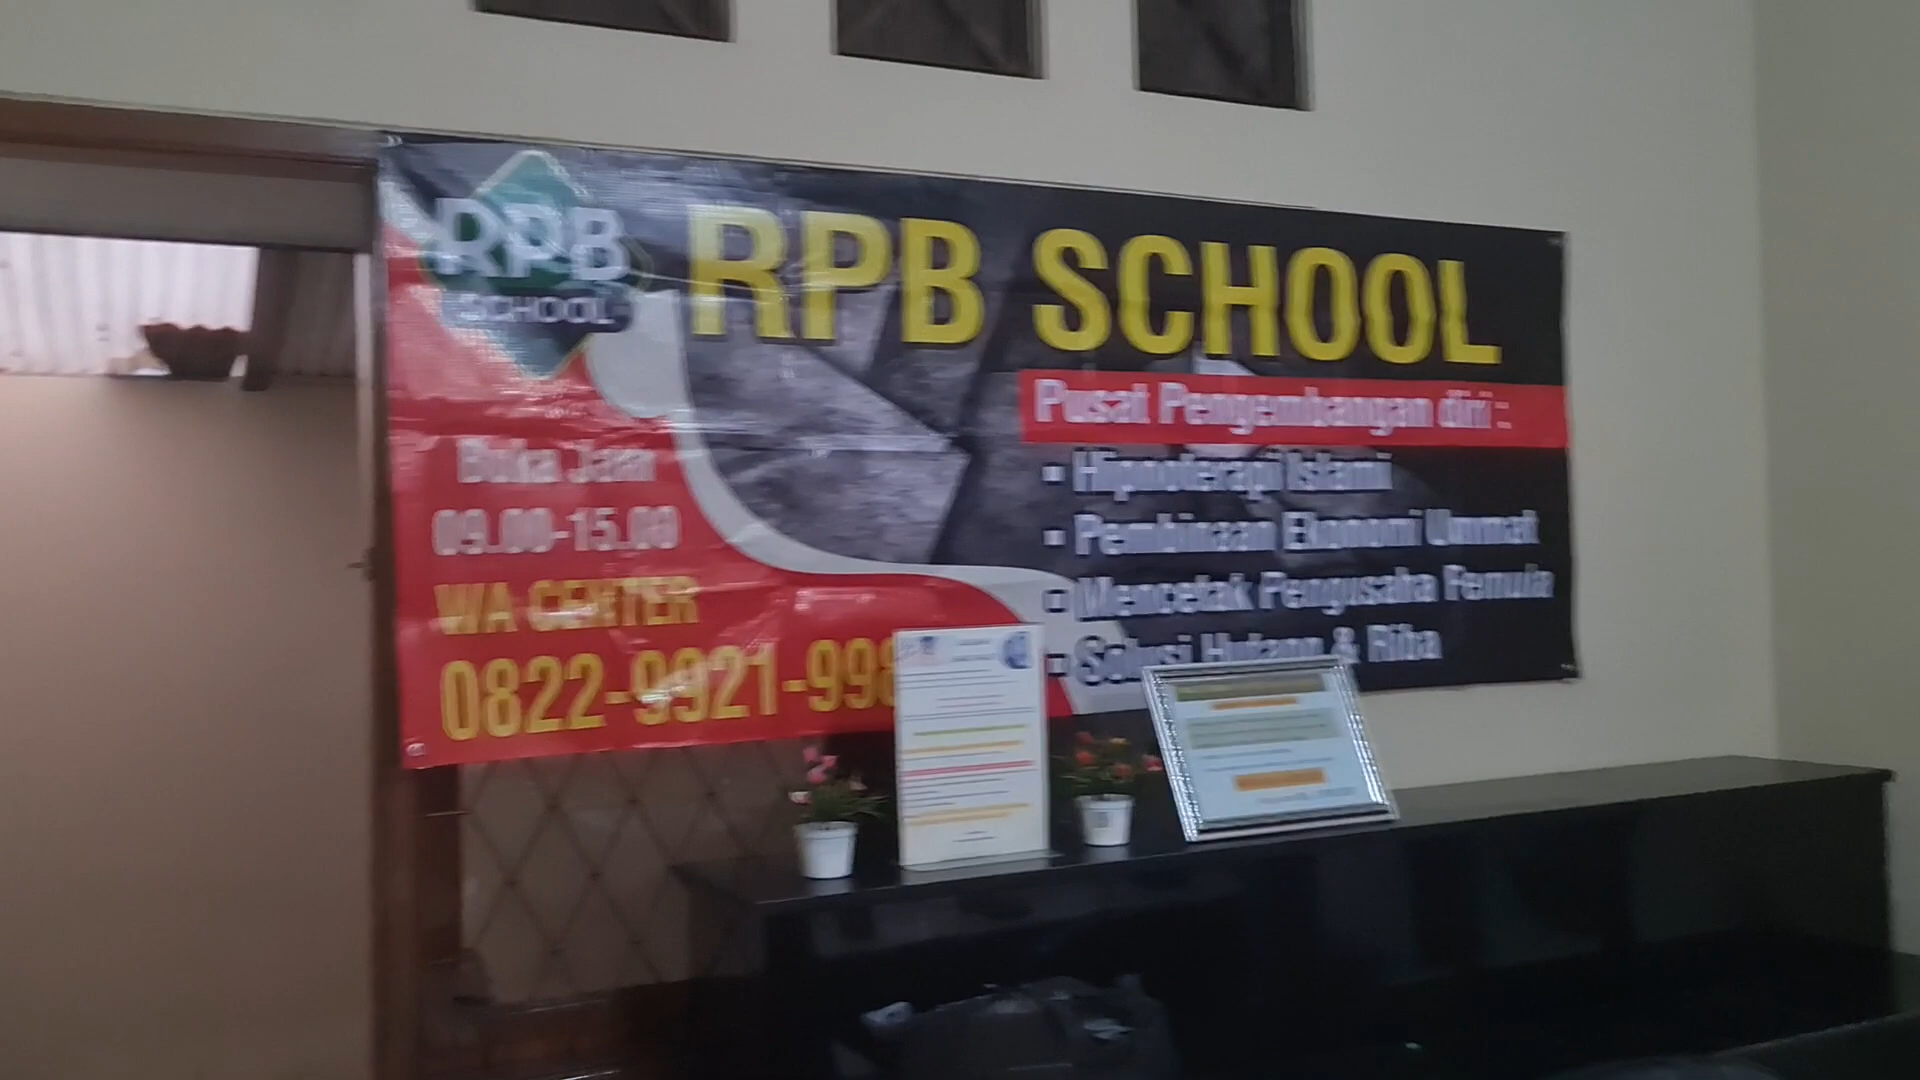 RPB
SCHOOL
RPB SCHOOL
Pusat Pengembangan diri :
▪ Hipnoterapi Islami
▪ Pembinaan Ekonomi Ummat
▪ Mencetak Pengusaha Pemula
▪ Solusi Hutang & Riba
Buka Jam
09.00-15.00
WA CENTER
0822-9921-998